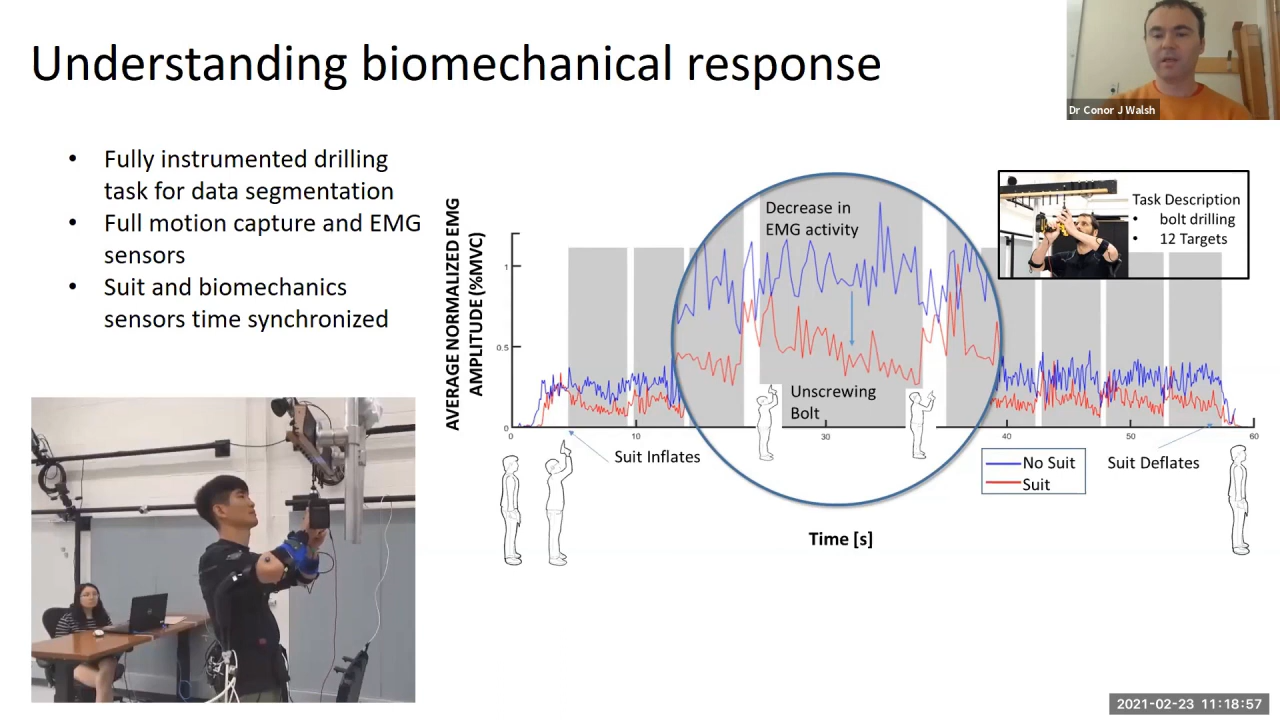 Understanding biomechanical response
Dr Conor J Walsh
• Fully instrumented drilling
task for data segmentation
• Full motion capture and EMG
sensors
• Suit and biomechanics
sensors time synchronized
AVERAGE NORMALIZED EMG
AMPLITUDE (%MVC)
1
0.5
0
0
10
30
40
50
60
Decrease in
EMG activity
Unscrewing
Bolt
Task Description
• bolt drilling
• 12 Targets
Suit Inflates
No Suit
Suit
Suit Deflates
Time [s]
2021-02-23 11:18:57